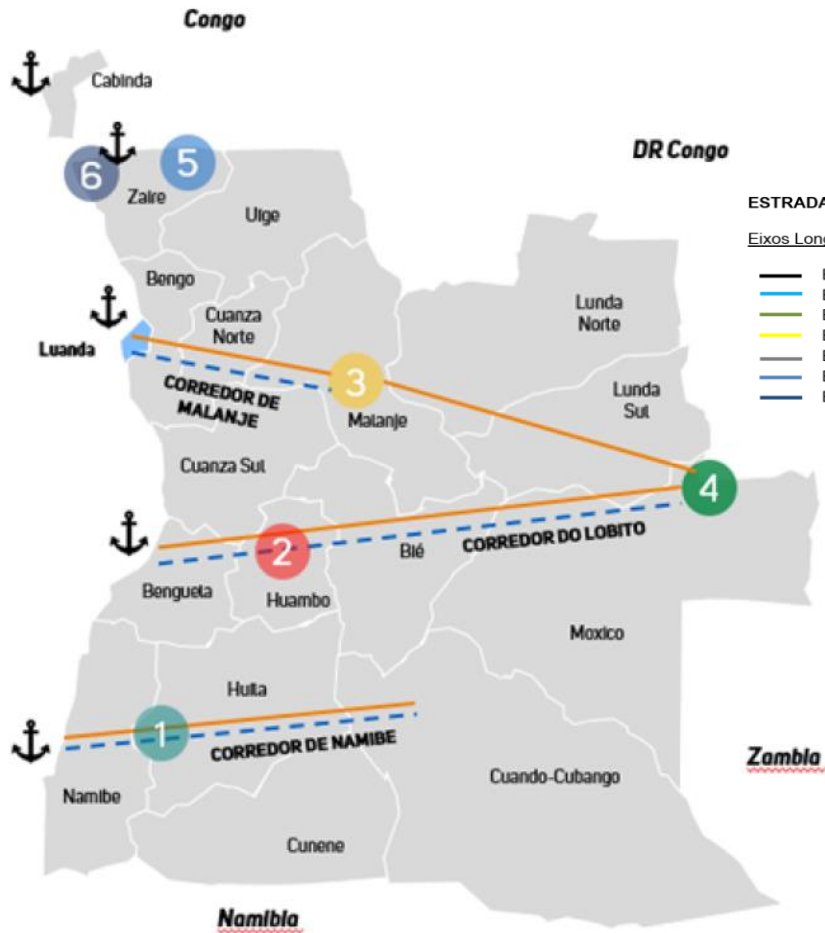 Congo
Cabinda
DR Congo
6
5
Zaire
Uige
ESTRADA
Eixos Long
E
E
E
E
E
E
E
Bengo
Cuanza
Norte
Lunda
Norte
Luanda
CORREDOR DE
MALANJE
3
Malanje
Lunda
Sul
Cuanza Sul
4
2
Bié
CORREDOR DO LOBITO
Benguela
Huambo
Moxico
Huíla
1
CORREDOR DE NAMIBE
Namibe
Cuando-Cubango
Zambia
Cunene
Namibia